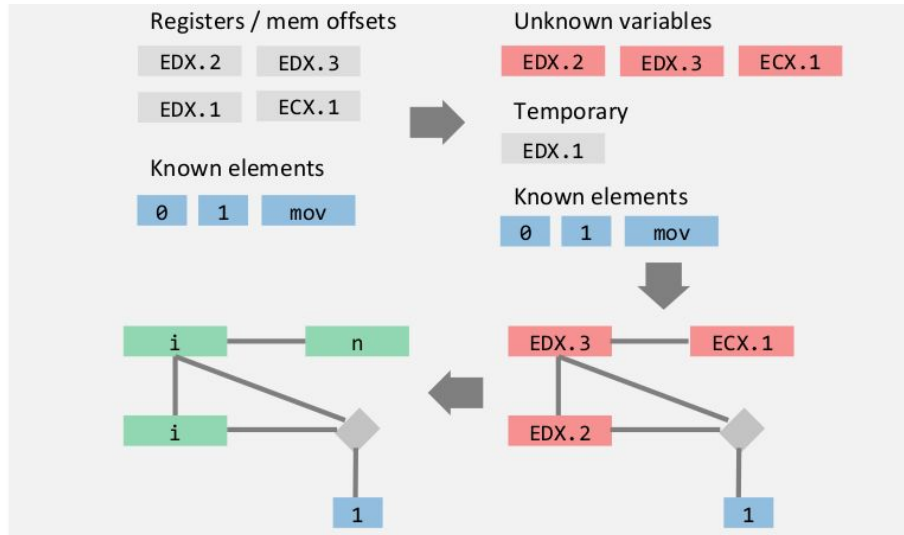 Registers / mem offsets
EDX.2 EDX.3
EDX.1 ECX.1
Known elements
0 1 mov
Unknown variables
EDX.2 EDX.3 ECX.1
Temporary
EDX.1
Known elements
0 1 mov
i n
i
1
EDX.3 ECX.1
EDX.2
1